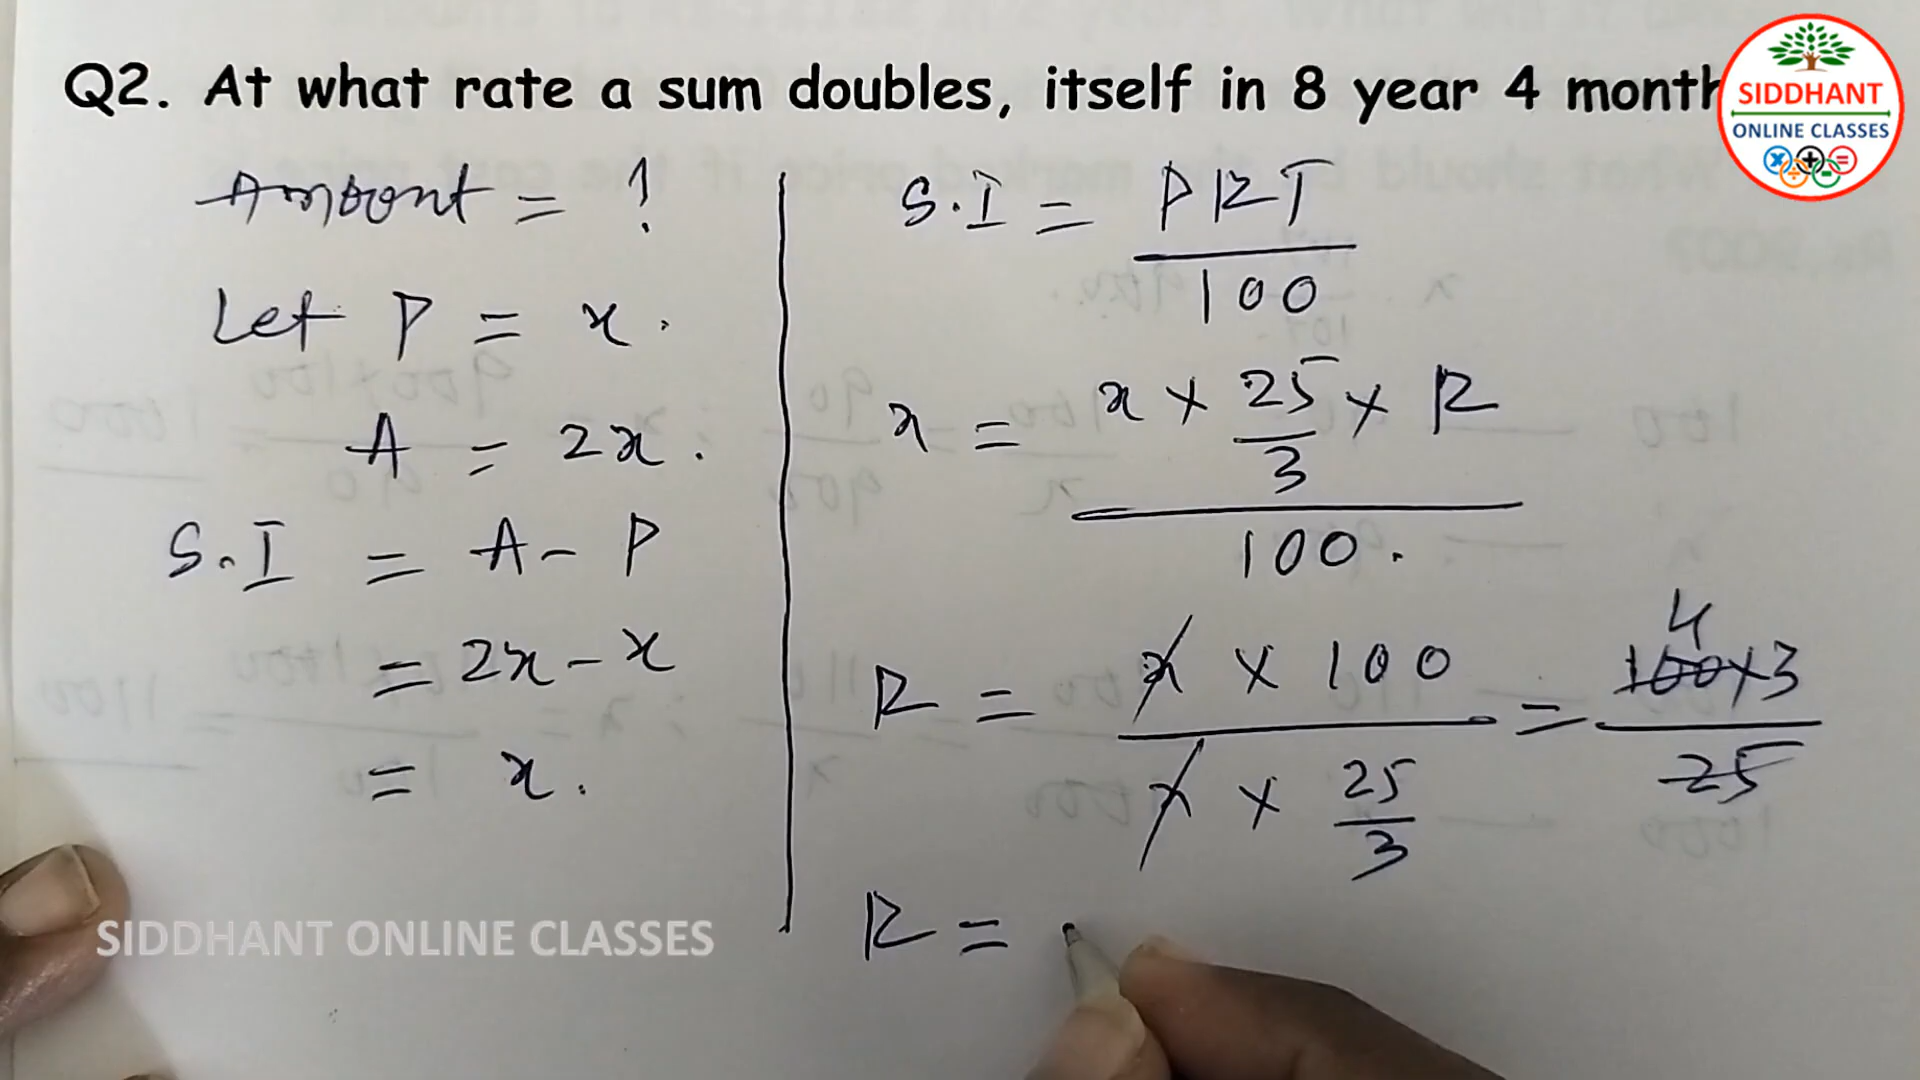 Q2. At what rate a sum doubles, itself in 8 year 4 month
SIDDHANT
ONLINE CLASSES
Amount = ?
Let P = x.
A = 2x.
S.I = A - P
= 2x - x
= x.
S.I = PRT
100
x = x × 25/3 × R
100.
R = x × 100 = 4
100×3
x × 25/3 25
R =
SIDDHANT ONLINE CLASSES